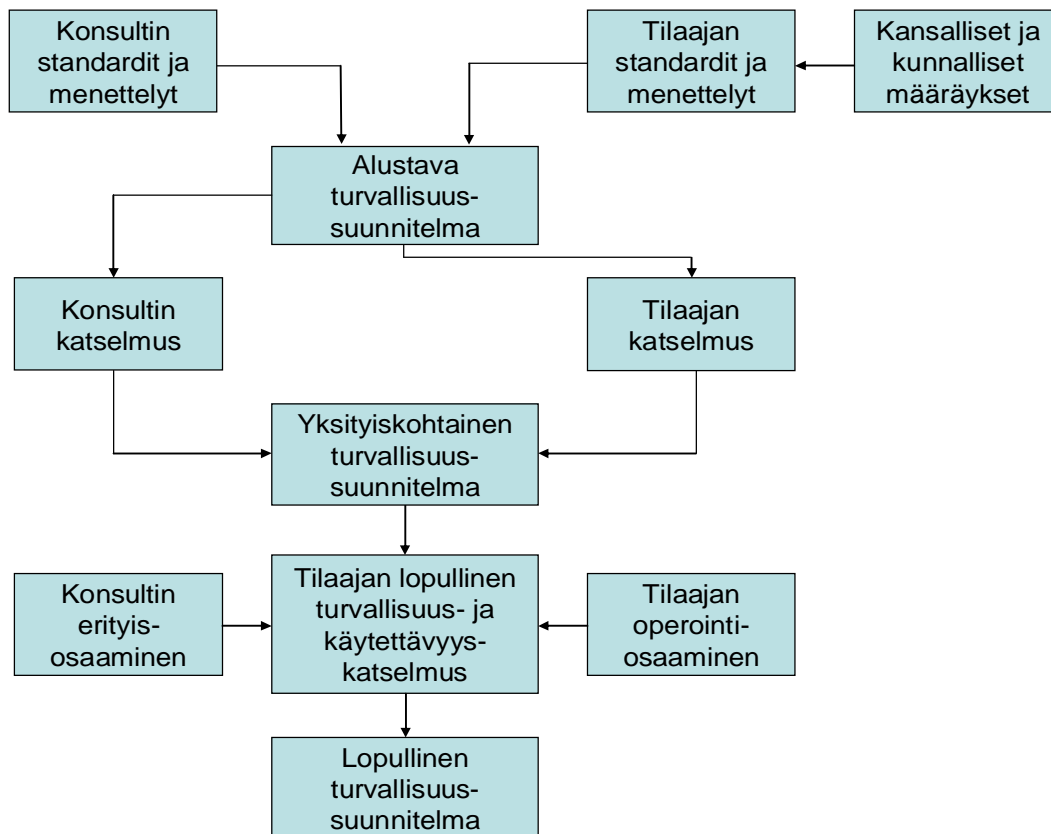 Konsultin
standardit ja
menettelyt
Tilaajan
standardit ja
menettelyt
Kansalliset ja
kunnalliset
määräykset
Alustava
turvallisuus-
suunnitelma
Konsultin
katselmus
Tilaajan
katselmus
Yksityiskohtainen
turvallisuus-
suunnitelma
Konsultin
erityis-
osaaminen
Tilaajan lopullinen
turvallisuus- ja
käytettävyys-
katselmus
Tilaajan
operointi-
osaaminen
Lopullinen
turvallisuus-
suunnitelma